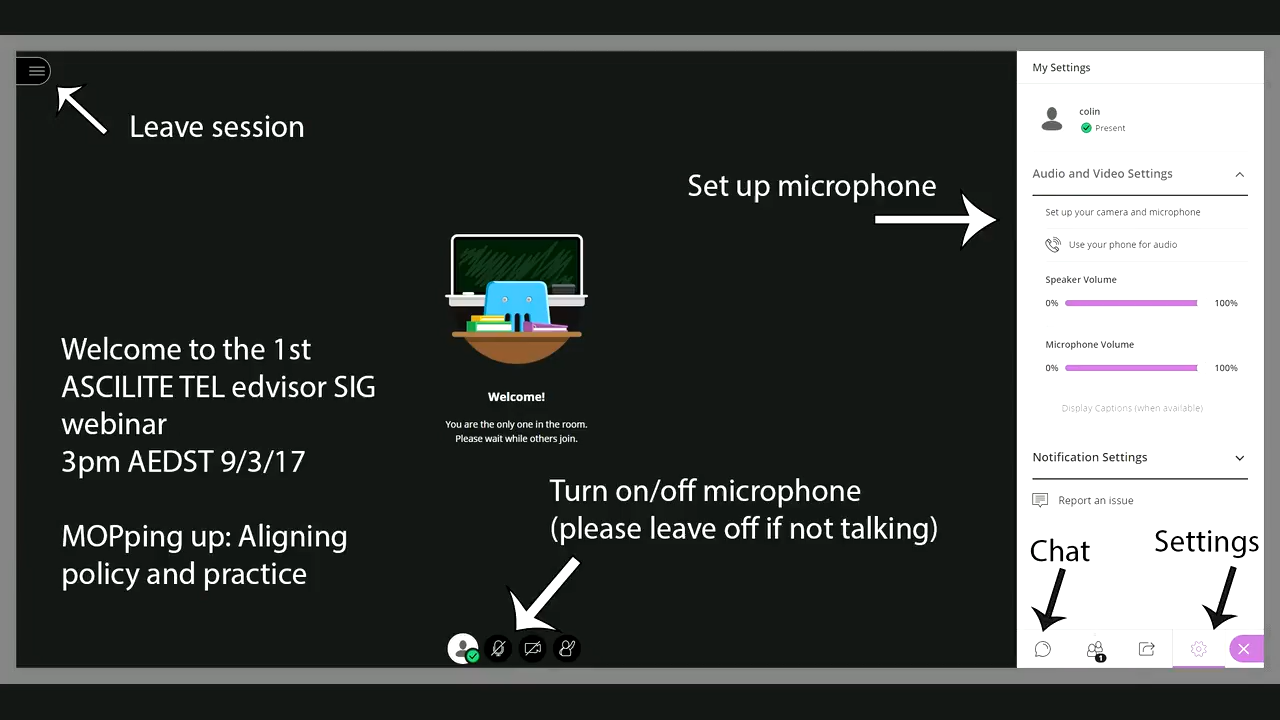 Leave session
Set up microphone
Welcome to the 1st
ASCILITE TEL edvisor SIG
webinar
3pm AEDST 9/3/17
MOPping up: Aligning
policy and practice
Welcome!
You are the only one in the room.
Please wait while others join.
Turn on/off microphone
(please leave off if not talking)
My Settings
colin
Present
Audio and Video Settings
Set up your camera and microphone
Use your phone for audio
Speaker Volume
0% 100%
Microphone Volume
0% 100%
Display Captions (when available)
Notification Settings
Report an issue
Chat
Settings
1